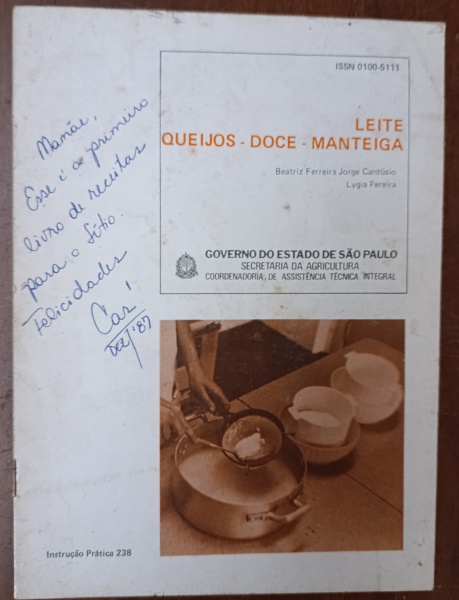 ISSN 0100-5111
LEITE
QUEIJOS - DOCE - MANTEIGA
Beatriz Ferreira Jorge Cantúsio
Lygia Pereira
GOVERNO DO ESTADO DE SÃO PAULO
SECRETARIA DA AGRICULTURA
COORDENADORIA DE ASSISTÊNCIA TÉCNICA INTEGRAL
Mamãe,
Esse é o primeiro
livro de receitas
para o Sítio.
Felicidades
Dez/'87
Instrução Prática 238